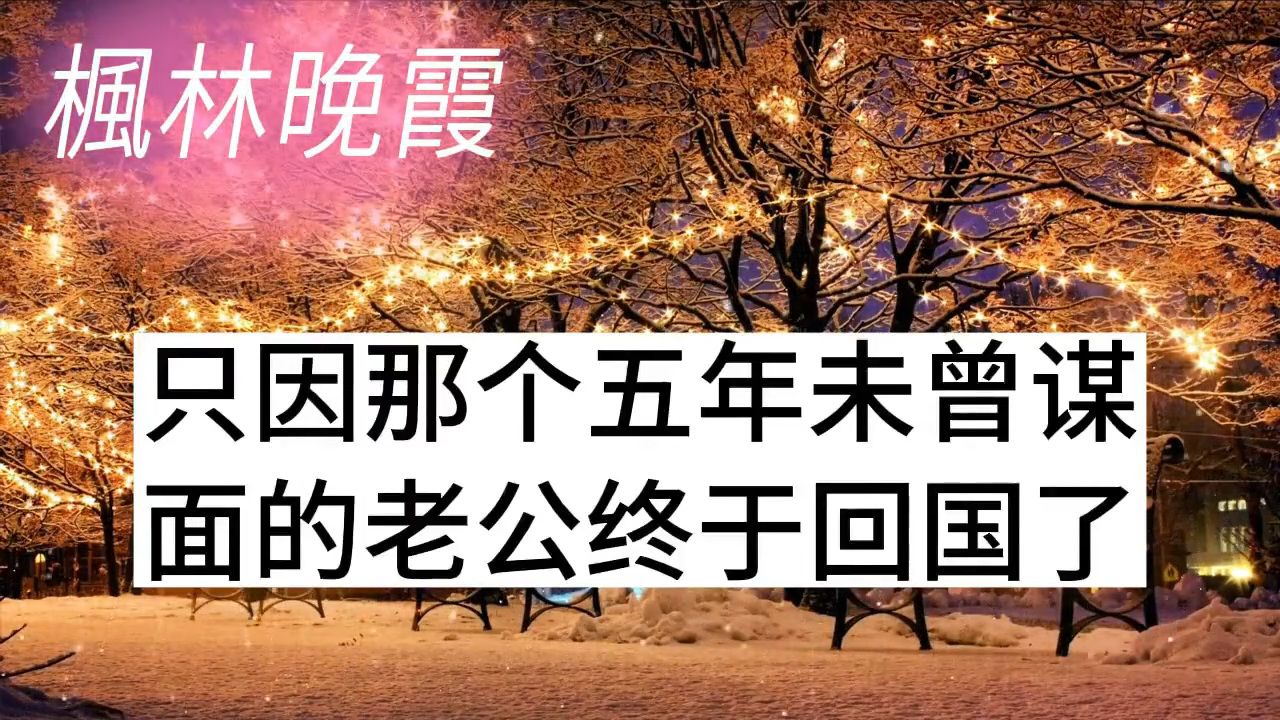 楓林晚霞
只因那个五年未曾谋
面的老公终于回国了